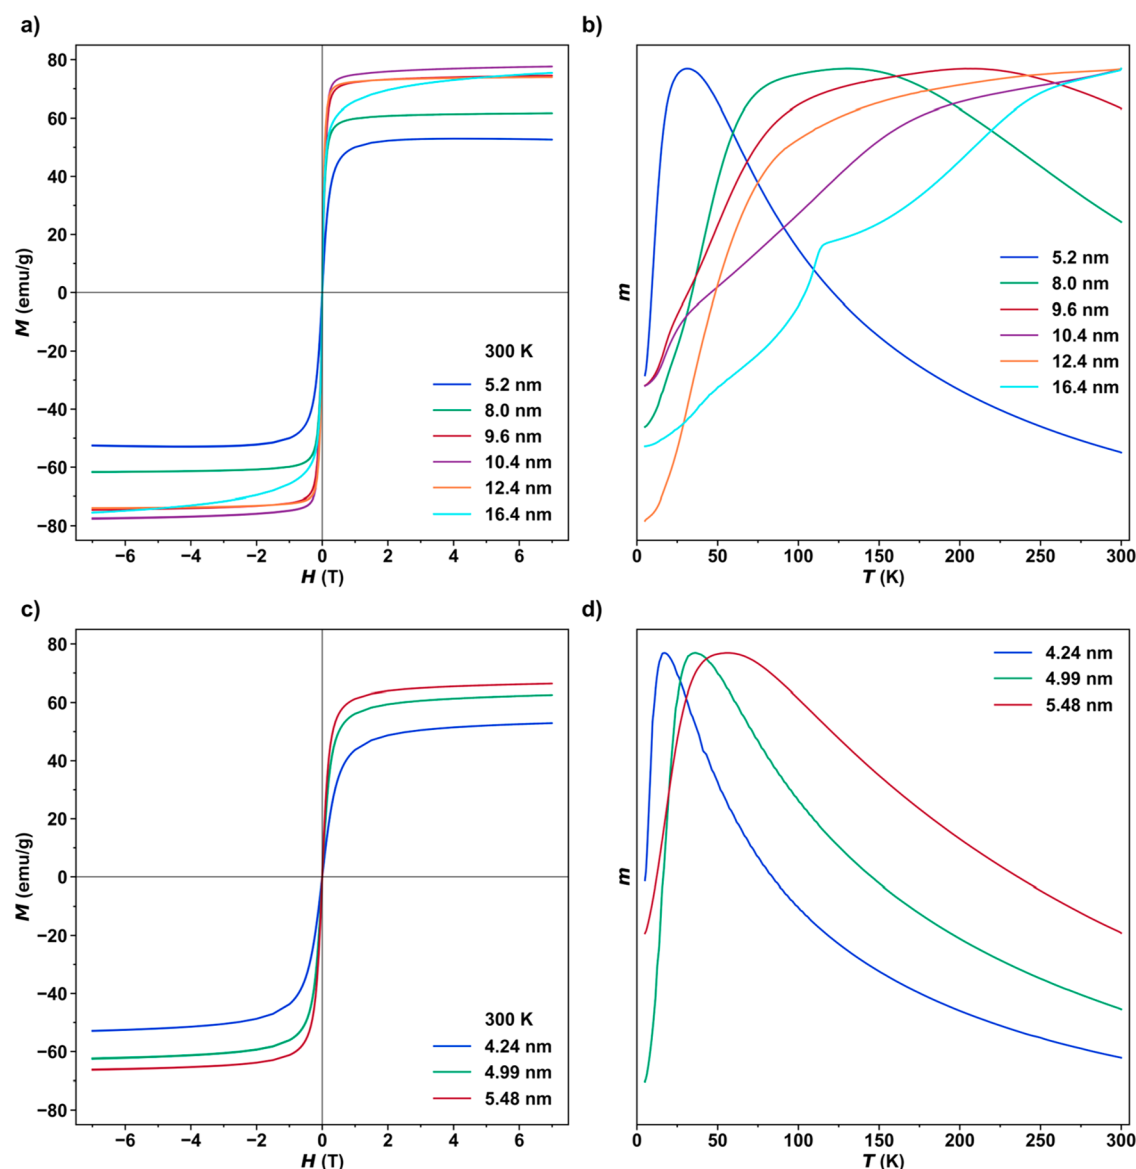 a)
80
60
40
20
0
−20
−40
−60
−80
M (emu/g)
−6 −4 −2 0 2 4 6
H (T)
300 K
5.2 nm
8.0 nm
9.6 nm
10.4 nm
12.4 nm
16.4 nm
b)
m
0 50 100 150 200 250 300
T (K)
5.2 nm
8.0 nm
9.6 nm
10.4 nm
12.4 nm
16.4 nm
c)
80
60
40
20
0
−20
−40
−60
−80
M (emu/g)
−6 −4 −2 0 2 4 6
H (T)
300 K
4.24 nm
4.99 nm
5.48 nm
d)
m
0 50 100 150 200 250 300
T (K)
4.24 nm
4.99 nm
5.48 nm